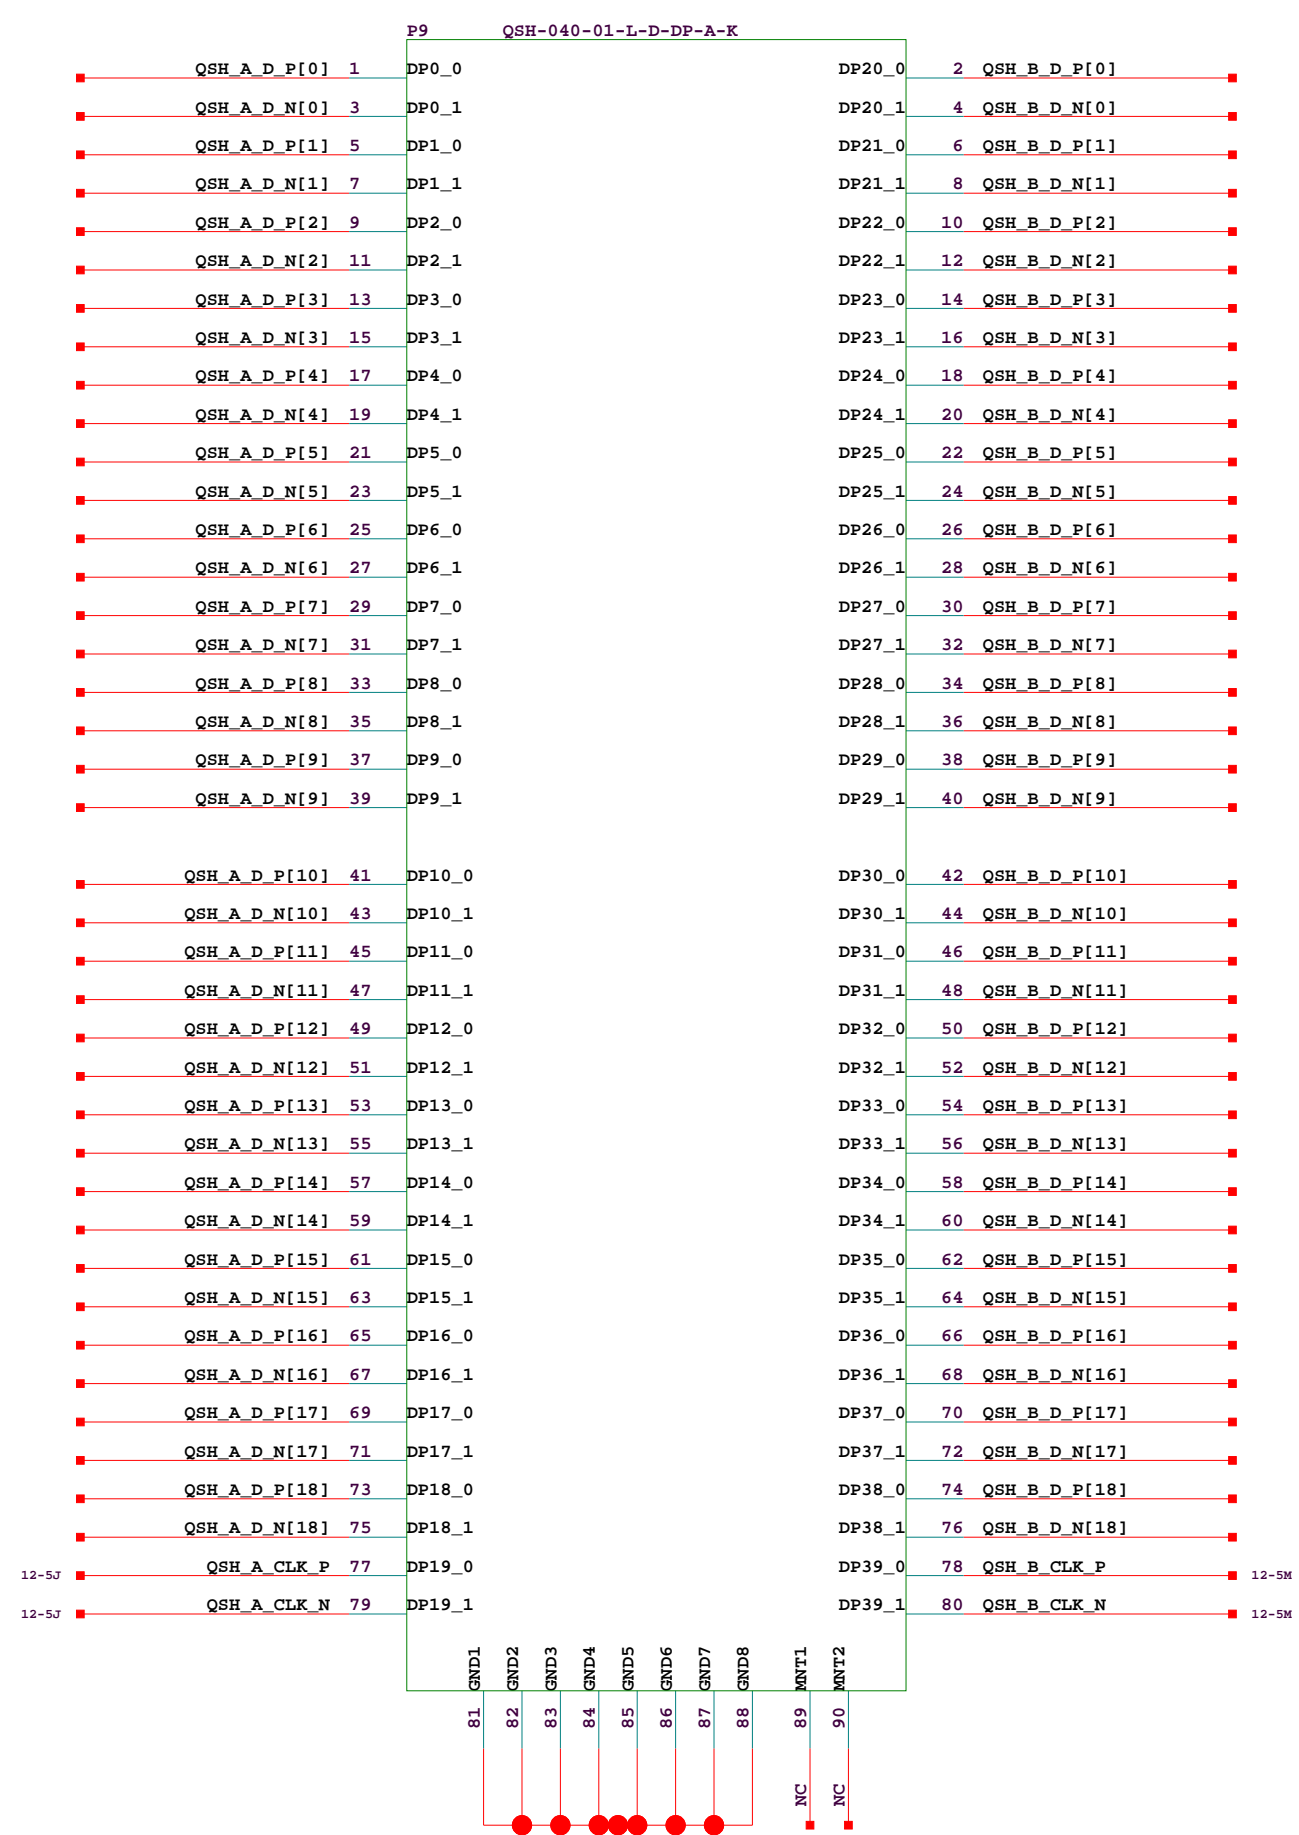 P9 QSH-040-01-L-D-DP-A-K
QSH_A_D_P[0] 1 DP0_0 DP20_0 2 QSH_B_D_P[0]
QSH_A_D_N[0] 3 DP0_1 DP20_1 4 QSH_B_D_N[0]
QSH_A_D_P[1] 5 DP1_0 DP21_0 6 QSH_B_D_P[1]
QSH_A_D_N[1] 7 DP1_1 DP21_1 8 QSH_B_D_N[1]
QSH_A_D_P[2] 9 DP2_0 DP22_0 10 QSH_B_D_P[2]
QSH_A_D_N[2] 11 DP2_1 DP22_1 12 QSH_B_D_N[2]
QSH_A_D_P[3] 13 DP3_0 DP23_0 14 QSH_B_D_P[3]
QSH_A_D_N[3] 15 DP3_1 DP23_1 16 QSH_B_D_N[3]
QSH_A_D_P[4] 17 DP4_0 DP24_0 18 QSH_B_D_P[4]
QSH_A_D_N[4] 19 DP4_1 DP24_1 20 QSH_B_D_N[4]
QSH_A_D_P[5] 21 DP5_0 DP25_0 22 QSH_B_D_P[5]
QSH_A_D_N[5] 23 DP5_1 DP25_1 24 QSH_B_D_N[5]
QSH_A_D_P[6] 25 DP6_0 DP26_0 26 QSH_B_D_P[6]
QSH_A_D_N[6] 27 DP6_1 DP26_1 28 QSH_B_D_N[6]
QSH_A_D_P[7] 29 DP7_0 DP27_0 30 QSH_B_D_P[7]
QSH_A_D_N[7] 31 DP7_1 DP27_1 32 QSH_B_D_N[7]
QSH_A_D_P[8] 33 DP8_0 DP28_0 34 QSH_B_D_P[8]
QSH_A_D_N[8] 35 DP8_1 DP28_1 36 QSH_B_D_N[8]
QSH_A_D_P[9] 37 DP9_0 DP29_0 38 QSH_B_D_P[9]
QSH_A_D_N[9] 39 DP9_1 DP29_1 40 QSH_B_D_N[9]
QSH_A_D_P[10] 41 DP10_0 DP30_0 42 QSH_B_D_P[10]
QSH_A_D_N[10] 43 DP10_1 DP30_1 44 QSH_B_D_N[10]
QSH_A_D_P[11] 45 DP11_0 DP31_0 46 QSH_B_D_P[11]
QSH_A_D_N[11] 47 DP11_1 DP31_1 48 QSH_B_D_N[11]
QSH_A_D_P[12] 49 DP12_0 DP32_0 50 QSH_B_D_P[12]
QSH_A_D_N[12] 51 DP12_1 DP32_1 52 QSH_B_D_N[12]
QSH_A_D_P[13] 53 DP13_0 DP33_0 54 QSH_B_D_P[13]
QSH_A_D_N[13] 55 DP13_1 DP33_1 56 QSH_B_D_N[13]
QSH_A_D_P[14] 57 DP14_0 DP34_0 58 QSH_B_D_P[14]
QSH_A_D_N[14] 59 DP14_1 DP34_1 60 QSH_B_D_N[14]
QSH_A_D_P[15] 61 DP15_0 DP35_0 62 QSH_B_D_P[15]
QSH_A_D_N[15] 63 DP15_1 DP35_1 64 QSH_B_D_N[15]
QSH_A_D_P[16] 65 DP16_0 DP36_0 66 QSH_B_D_P[16]
QSH_A_D_N[16] 67 DP16_1 DP36_1 68 QSH_B_D_N[16]
QSH_A_D_P[17] 69 DP17_0 DP37_0 70 QSH_B_D_P[17]
QSH_A_D_N[17] 71 DP17_1 DP37_1 72 QSH_B_D_N[17]
QSH_A_D_P[18] 73 DP18_0 DP38_0 74 QSH_B_D_P[18]
QSH_A_D_N[18] 75 DP18_1 DP38_1 76 QSH_B_D_N[18]
12-5J QSH_A_CLK_P 77 DP19_0 DP39_0 78 QSH_B_CLK_P 12-5M
12-5J QSH_A_CLK_N 79 DP19_1 DP39_1 80 QSH_B_CLK_N 12-5M
GND1 GND2 GND3 GND4 GND5 GND6 GND7 GND8 MNT1 MNT2
81 82 83 84 85 86 87 88 89 90
NC NC